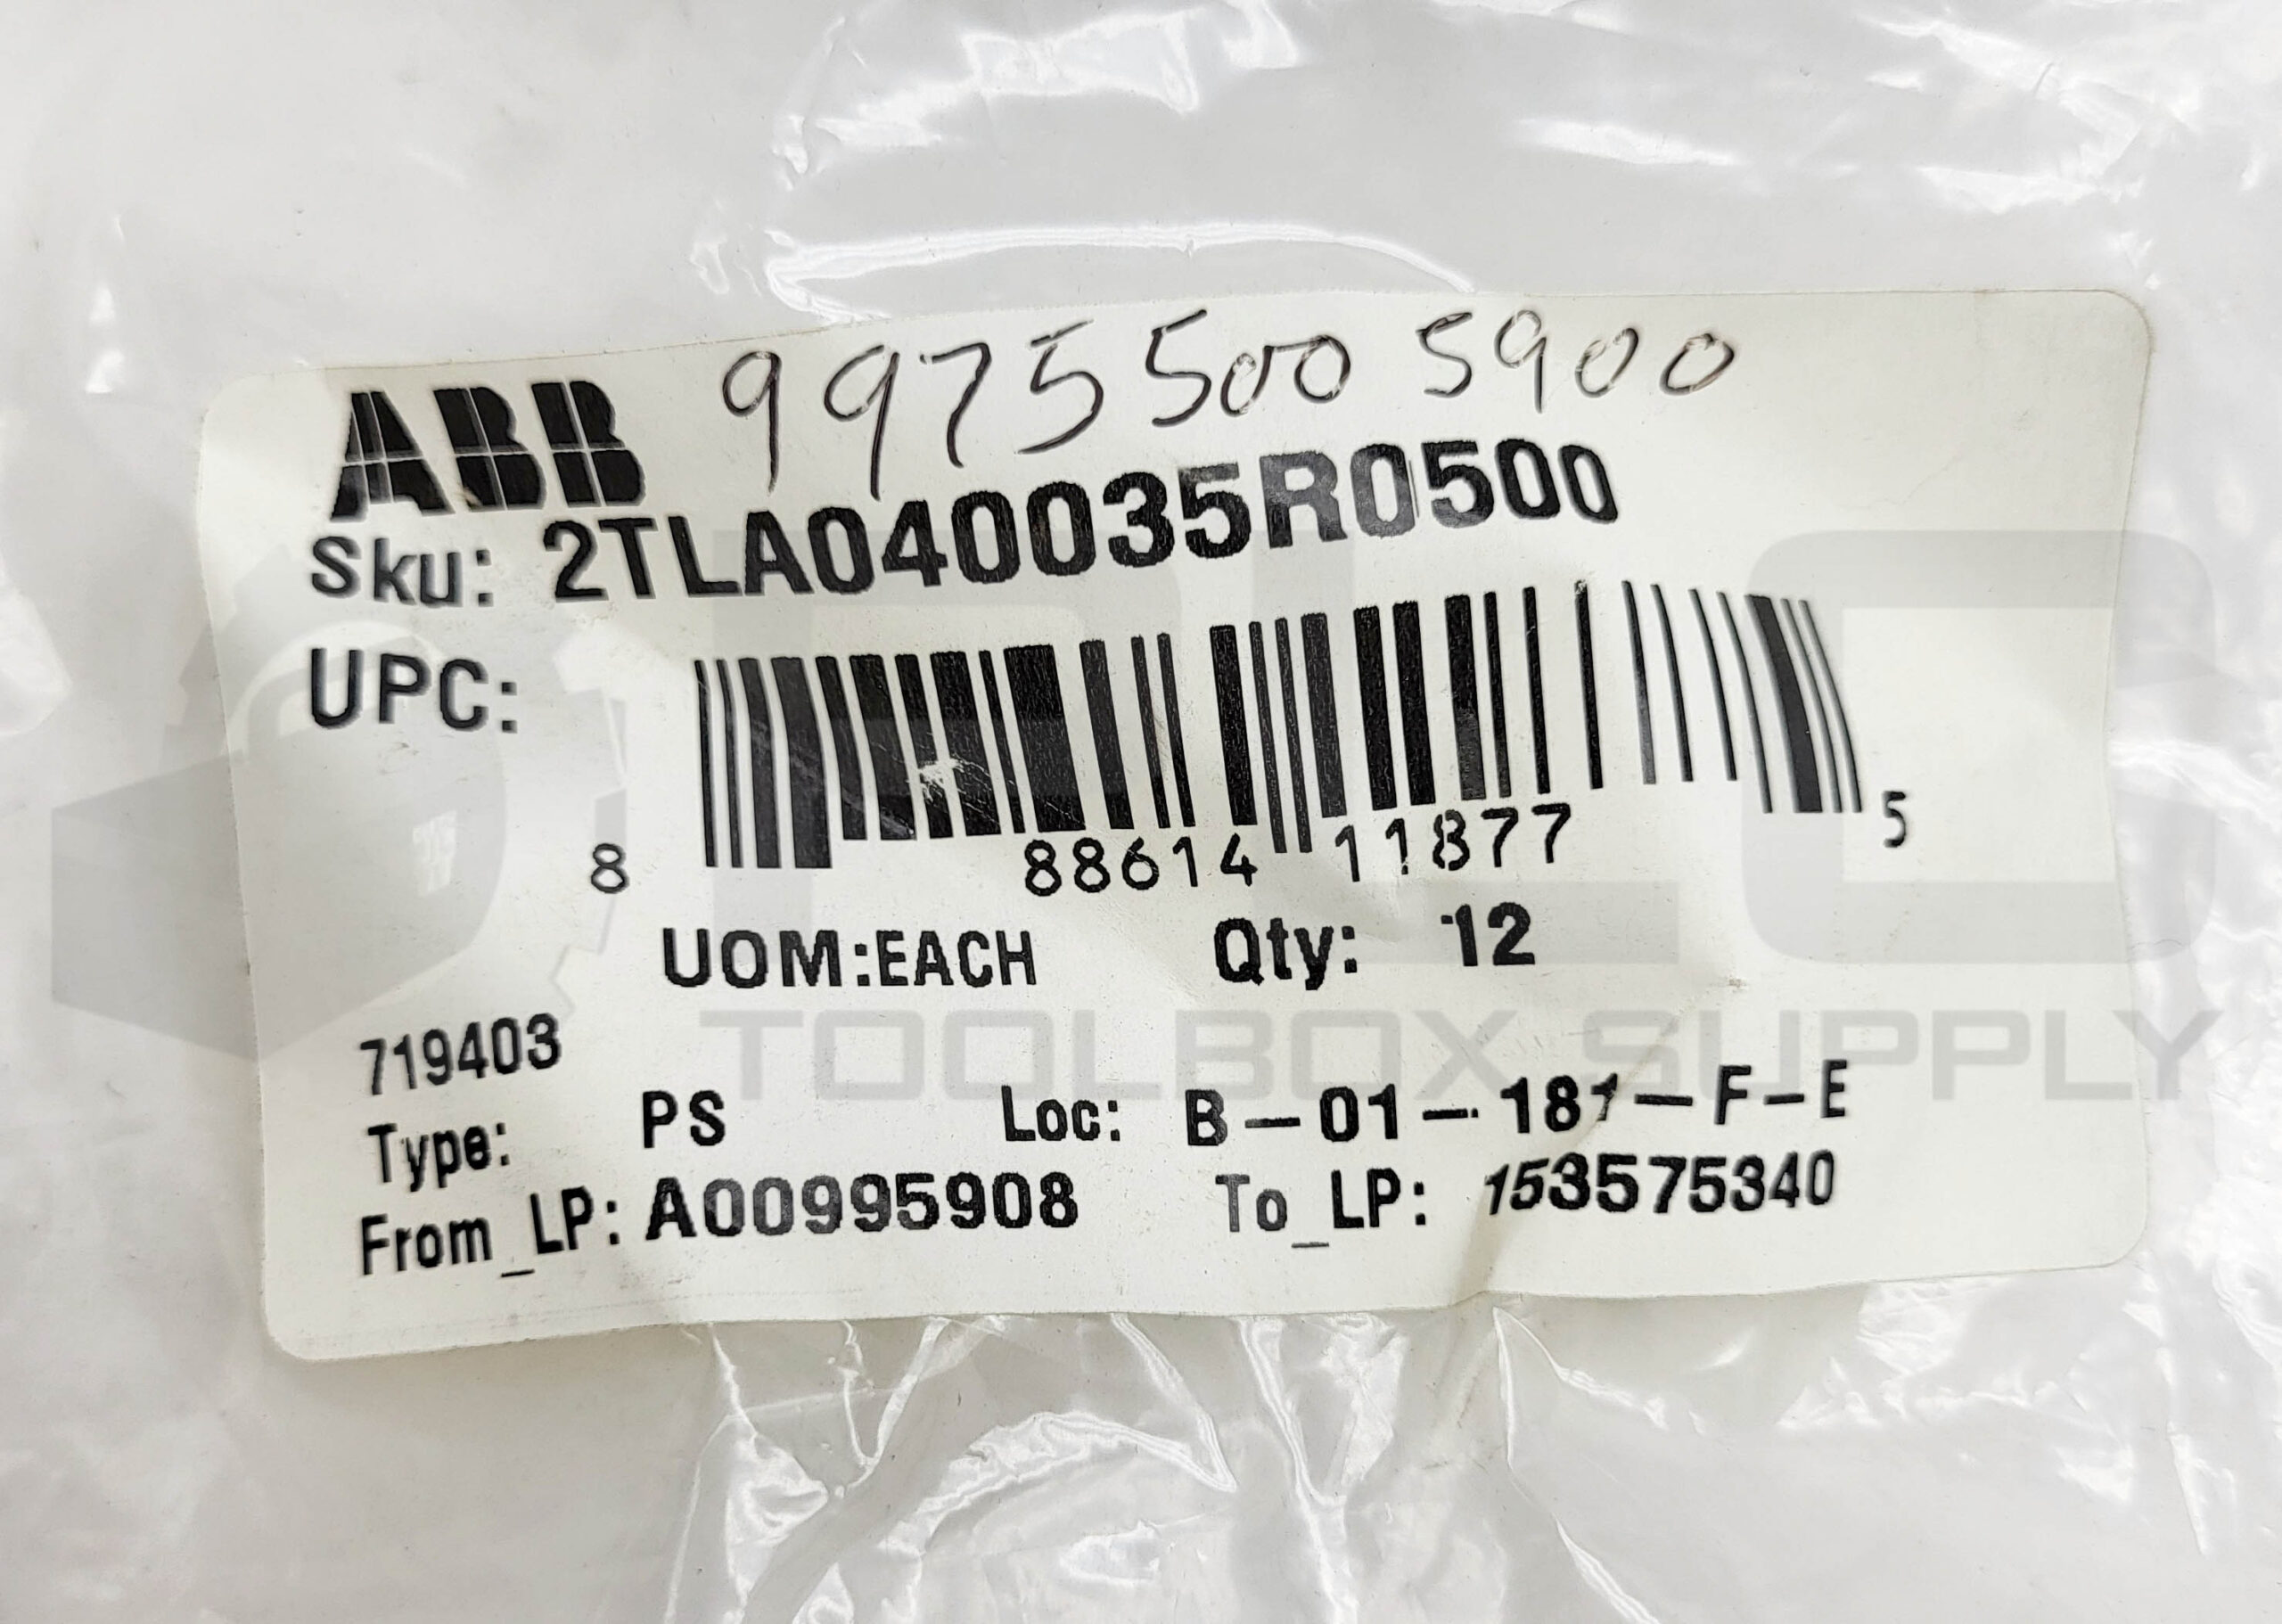 ABB 9975500 5900
Sku: 2TLA040035R0500
UPC:
8 88614 11877 5
UOM:EACH Qty: 12
719403
TOOLBOX SUPPLY
Type: PS Loc: B-01-181-F-E
From_LP: A00995908 To_LP: 153575340